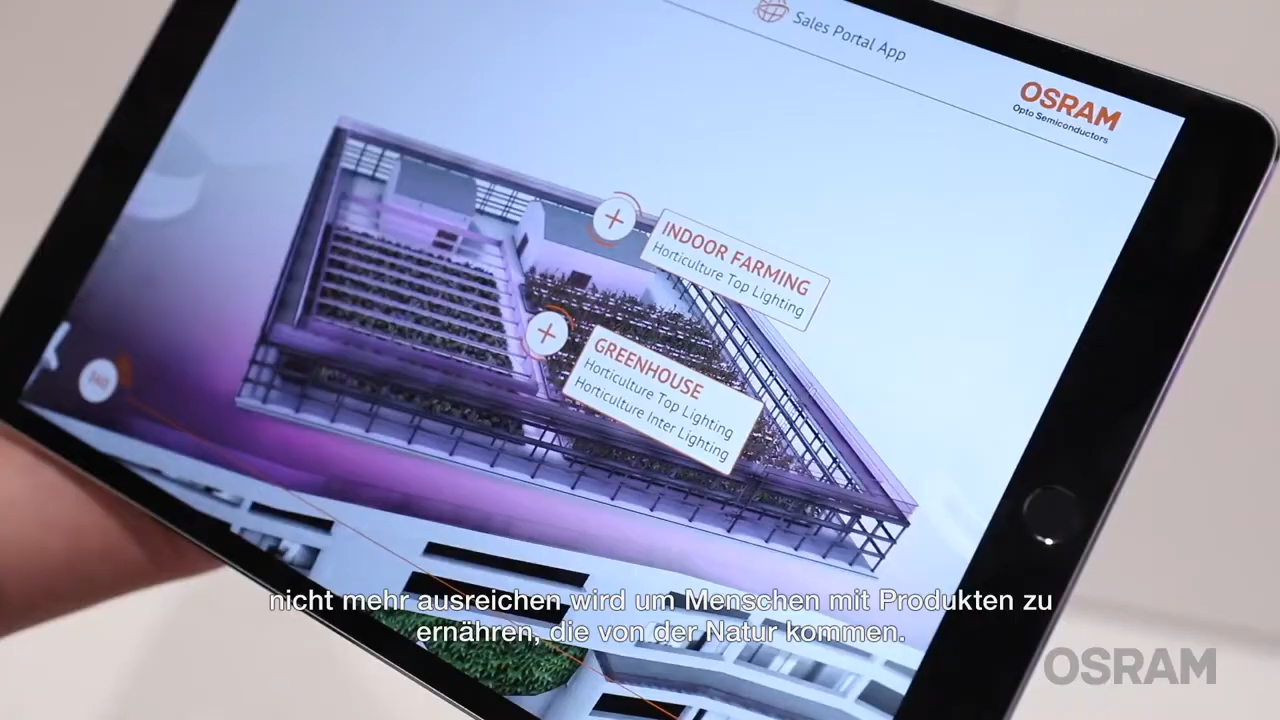 Sales Portal App
OSRAM
Opto Semiconductors
INDOOR FARMING
Horticulture Top Lighting
GREENHOUSE
Horticulture Top Lighting
Horticulture Inter Lighting
nicht mehr ausreichen wird um Menschen mit Produkten zu
ernähren, die von der Natur kommen.
OSRAM